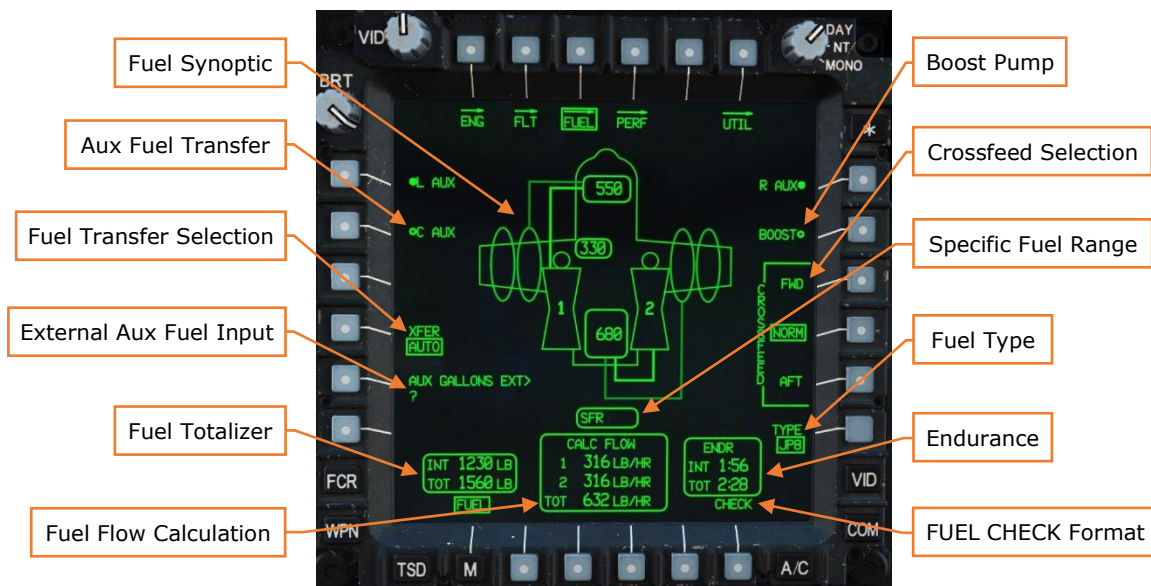 Fuel Synoptic
Aux Fuel Transfer
Fuel Transfer Selection
External Aux Fuel Input
Fuel Totalizer
Fuel Flow Calculation
VID
BRT
DAY
NT
MONO
*
ENG FLT FUEL PERF UTIL
L AUX
R AUX
C AUX
BOOST
550
330
1 2
680
XFER
AUTO
CROSSFEED
FWD
NORM
AFT
AUX GALLONS EXT>
?
SFR
TYPE
JP8
INT 1230 LB
TOT 1560 LB
FUEL
CALC FLOW
1 316 LB/HR
2 316 LB/HR
TOT 632 LB/HR
ENDR
INT 1:56
TOT 2:28
CHECK
FCR
WPN
TSD
M
A/C
VID
COM
Boost Pump
Crossfeed Selection
Specific Fuel Range
Fuel Type
Endurance
FUEL CHECK Format